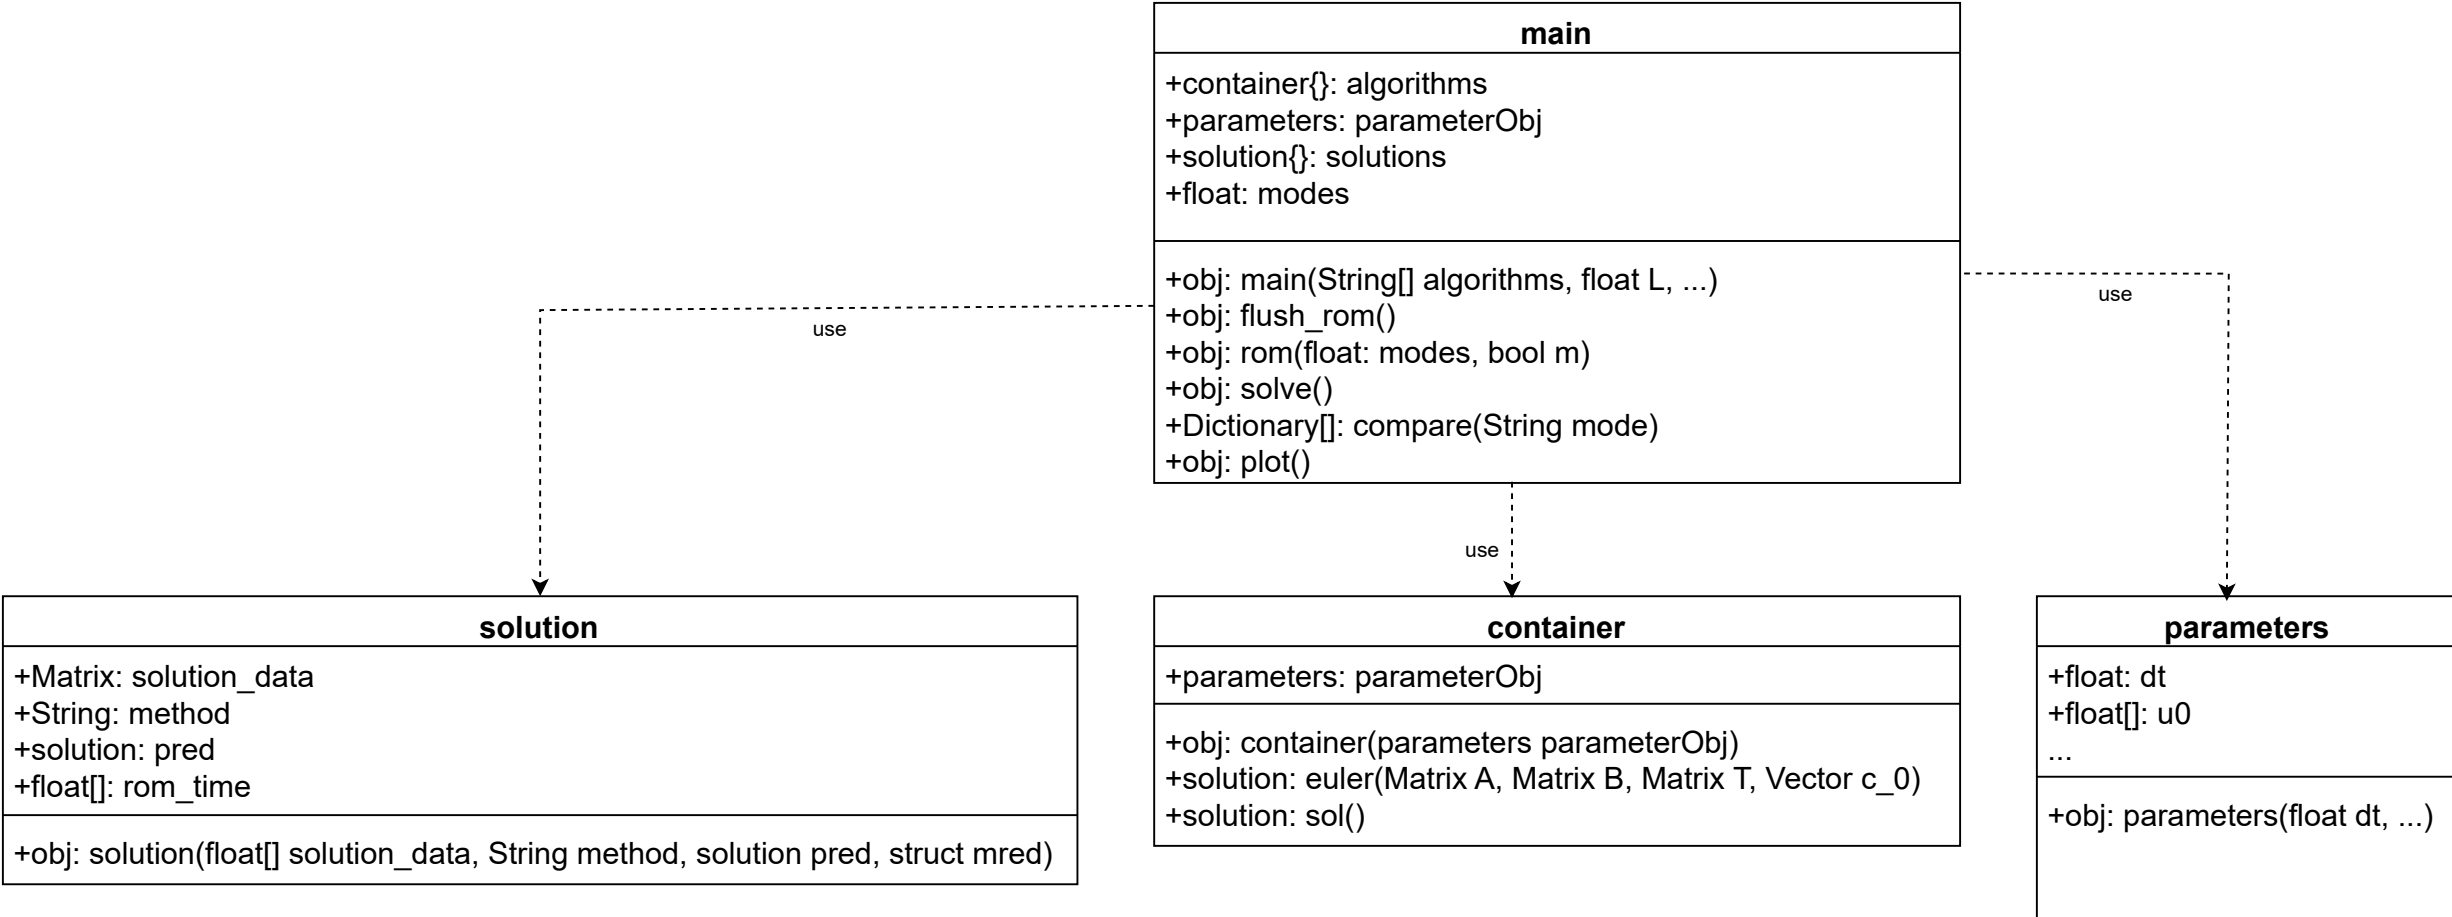 main
+container{}: algorithms
+parameters: parameterObj
+solution{}: solutions
+float: modes
+obj: main(String[] algorithms, float L, ...)
+obj: flush_rom()
+obj: rom(float: modes, bool m)
+obj: solve()
+Dictionary[]: compare(String mode)
+obj: plot()
use
use
use
solution
+Matrix: solution_data
+String: method
+solution: pred
+float[]: rom_time
+obj: solution(float[] solution_data, String method, solution pred, struct mred)
container
+parameters: parameterObj
+obj: container(parameters parameterObj)
+solution: euler(Matrix A, Matrix B, Matrix T, Vector c_0)
+solution: sol()
parameters
+float: dt
+float[]: u0
...
+obj: parameters(float dt, ...)